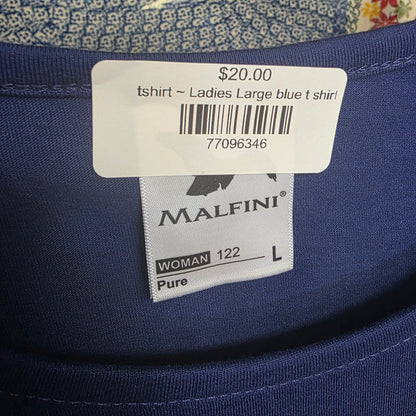 $20.00
tshirt ~ Ladies Large blue t shirt
77096346
MALFINI®
WOMAN 122 L
Pure